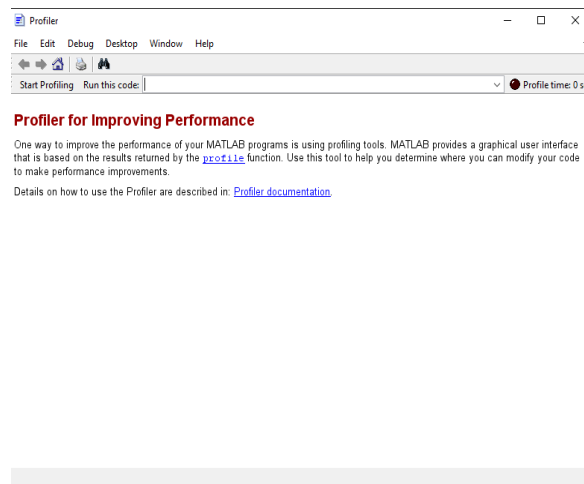 Profiler
File Edit Debug Desktop Window Help
Start Profiling Run this code: Profile time: 0 s
Profiler for Improving Performance
One way to improve the performance of your MATLAB programs is using profiling tools. MATLAB provides a graphical user interface
that is based on the results returned by the profile function. Use this tool to help you determine where you can modify your code
to make performance improvements.
Details on how to use the Profiler are described in: Profiler documentation.